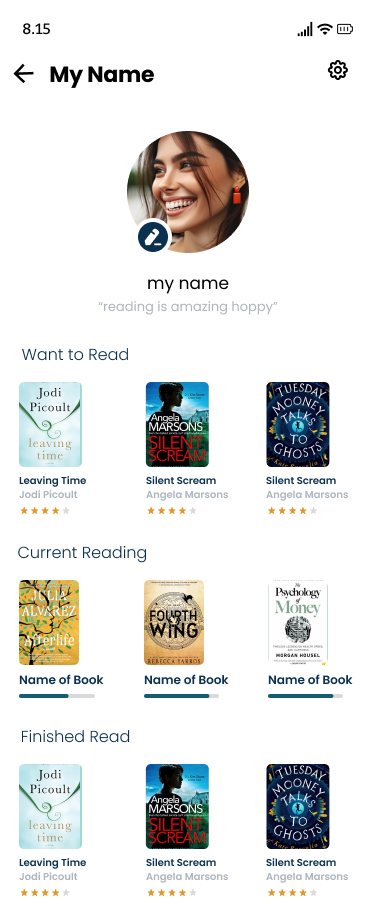 8.15
My Name
my name
“reading is amazing hoppy”
Want to Read
Jodi
Picoult
leaving
time
Angela
Marsons
SILENT
SCREAM
TUESDAY
MOONEY
TALKS
TO
GHOSTS
Leaving Time
Jodi Picoult
Silent Scream
Angela Marsons
Silent Scream
Angela Marsons
Current Reading
JULIA
ALVAREZ
Afterlife
FOURTH
WING
REBECCA YARROS
The
Psychology
of
Money
MORGAN HOUSEL
Name of Book
Name of Book
Name of Book
Finished Read
Jodi
Picoult
leaving
time
Angela
Marsons
SILENT
SCREAM
TUESDAY
MOONEY
TALKS
TO
GHOSTS
Leaving Time
Jodi Picoult
Silent Scream
Angela Marsons
Silent Scream
Angela Marsons